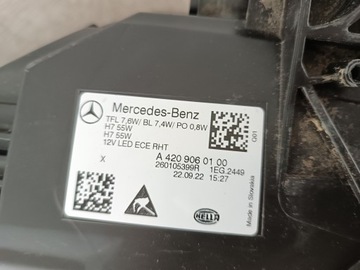 Mercedes-Benz
TFL 7,6W/ BL 7,4W/ PO 0,8W
H7 55W
H7 55W
12V LED ECE RHT
G01
A 420 906 01 00
X
260105399R
1EG 2449
22.09.22
15:27
HELLA
Made in Slovakia